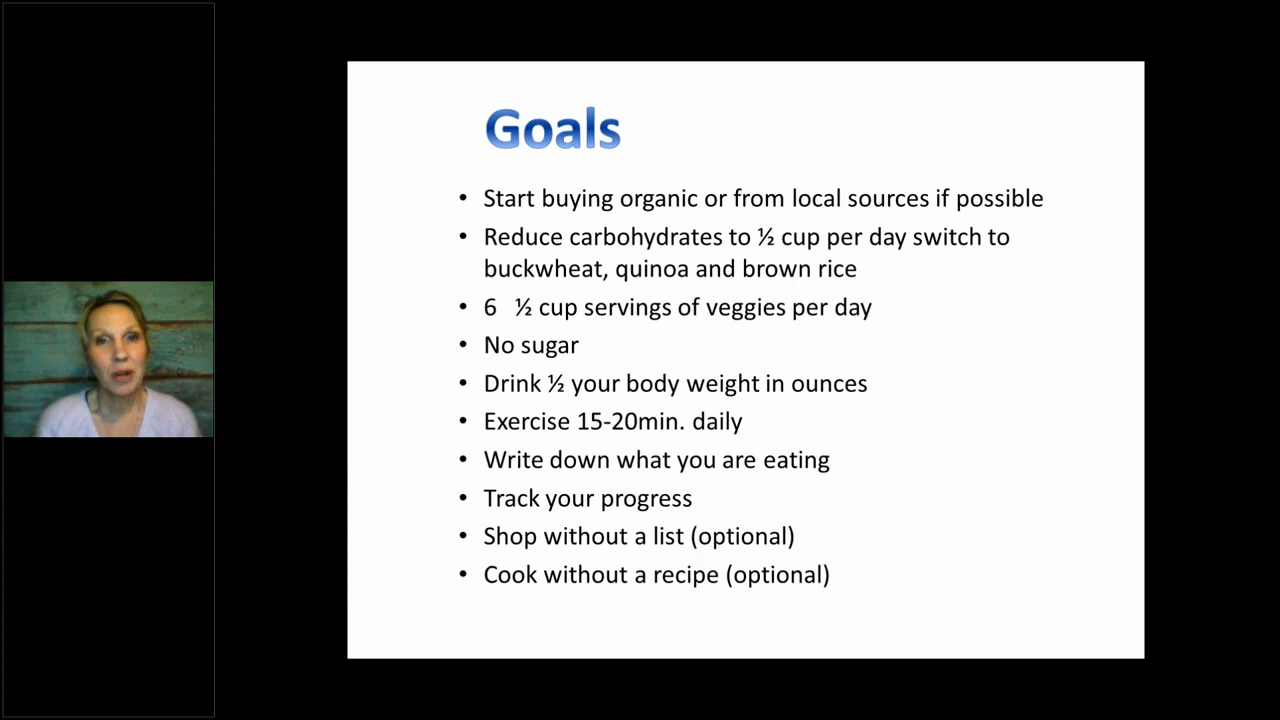 Goals
• Start buying organic or from local sources if possible
• Reduce carbohydrates to ½ cup per day switch to
buckwheat, quinoa and brown rice
• 6   ½ cup servings of veggies per day
• No sugar
• Drink ½ your body weight in ounces
• Exercise 15-20min. daily
• Write down what you are eating
• Track your progress
• Shop without a list (optional)
• Cook without a recipe (optional)